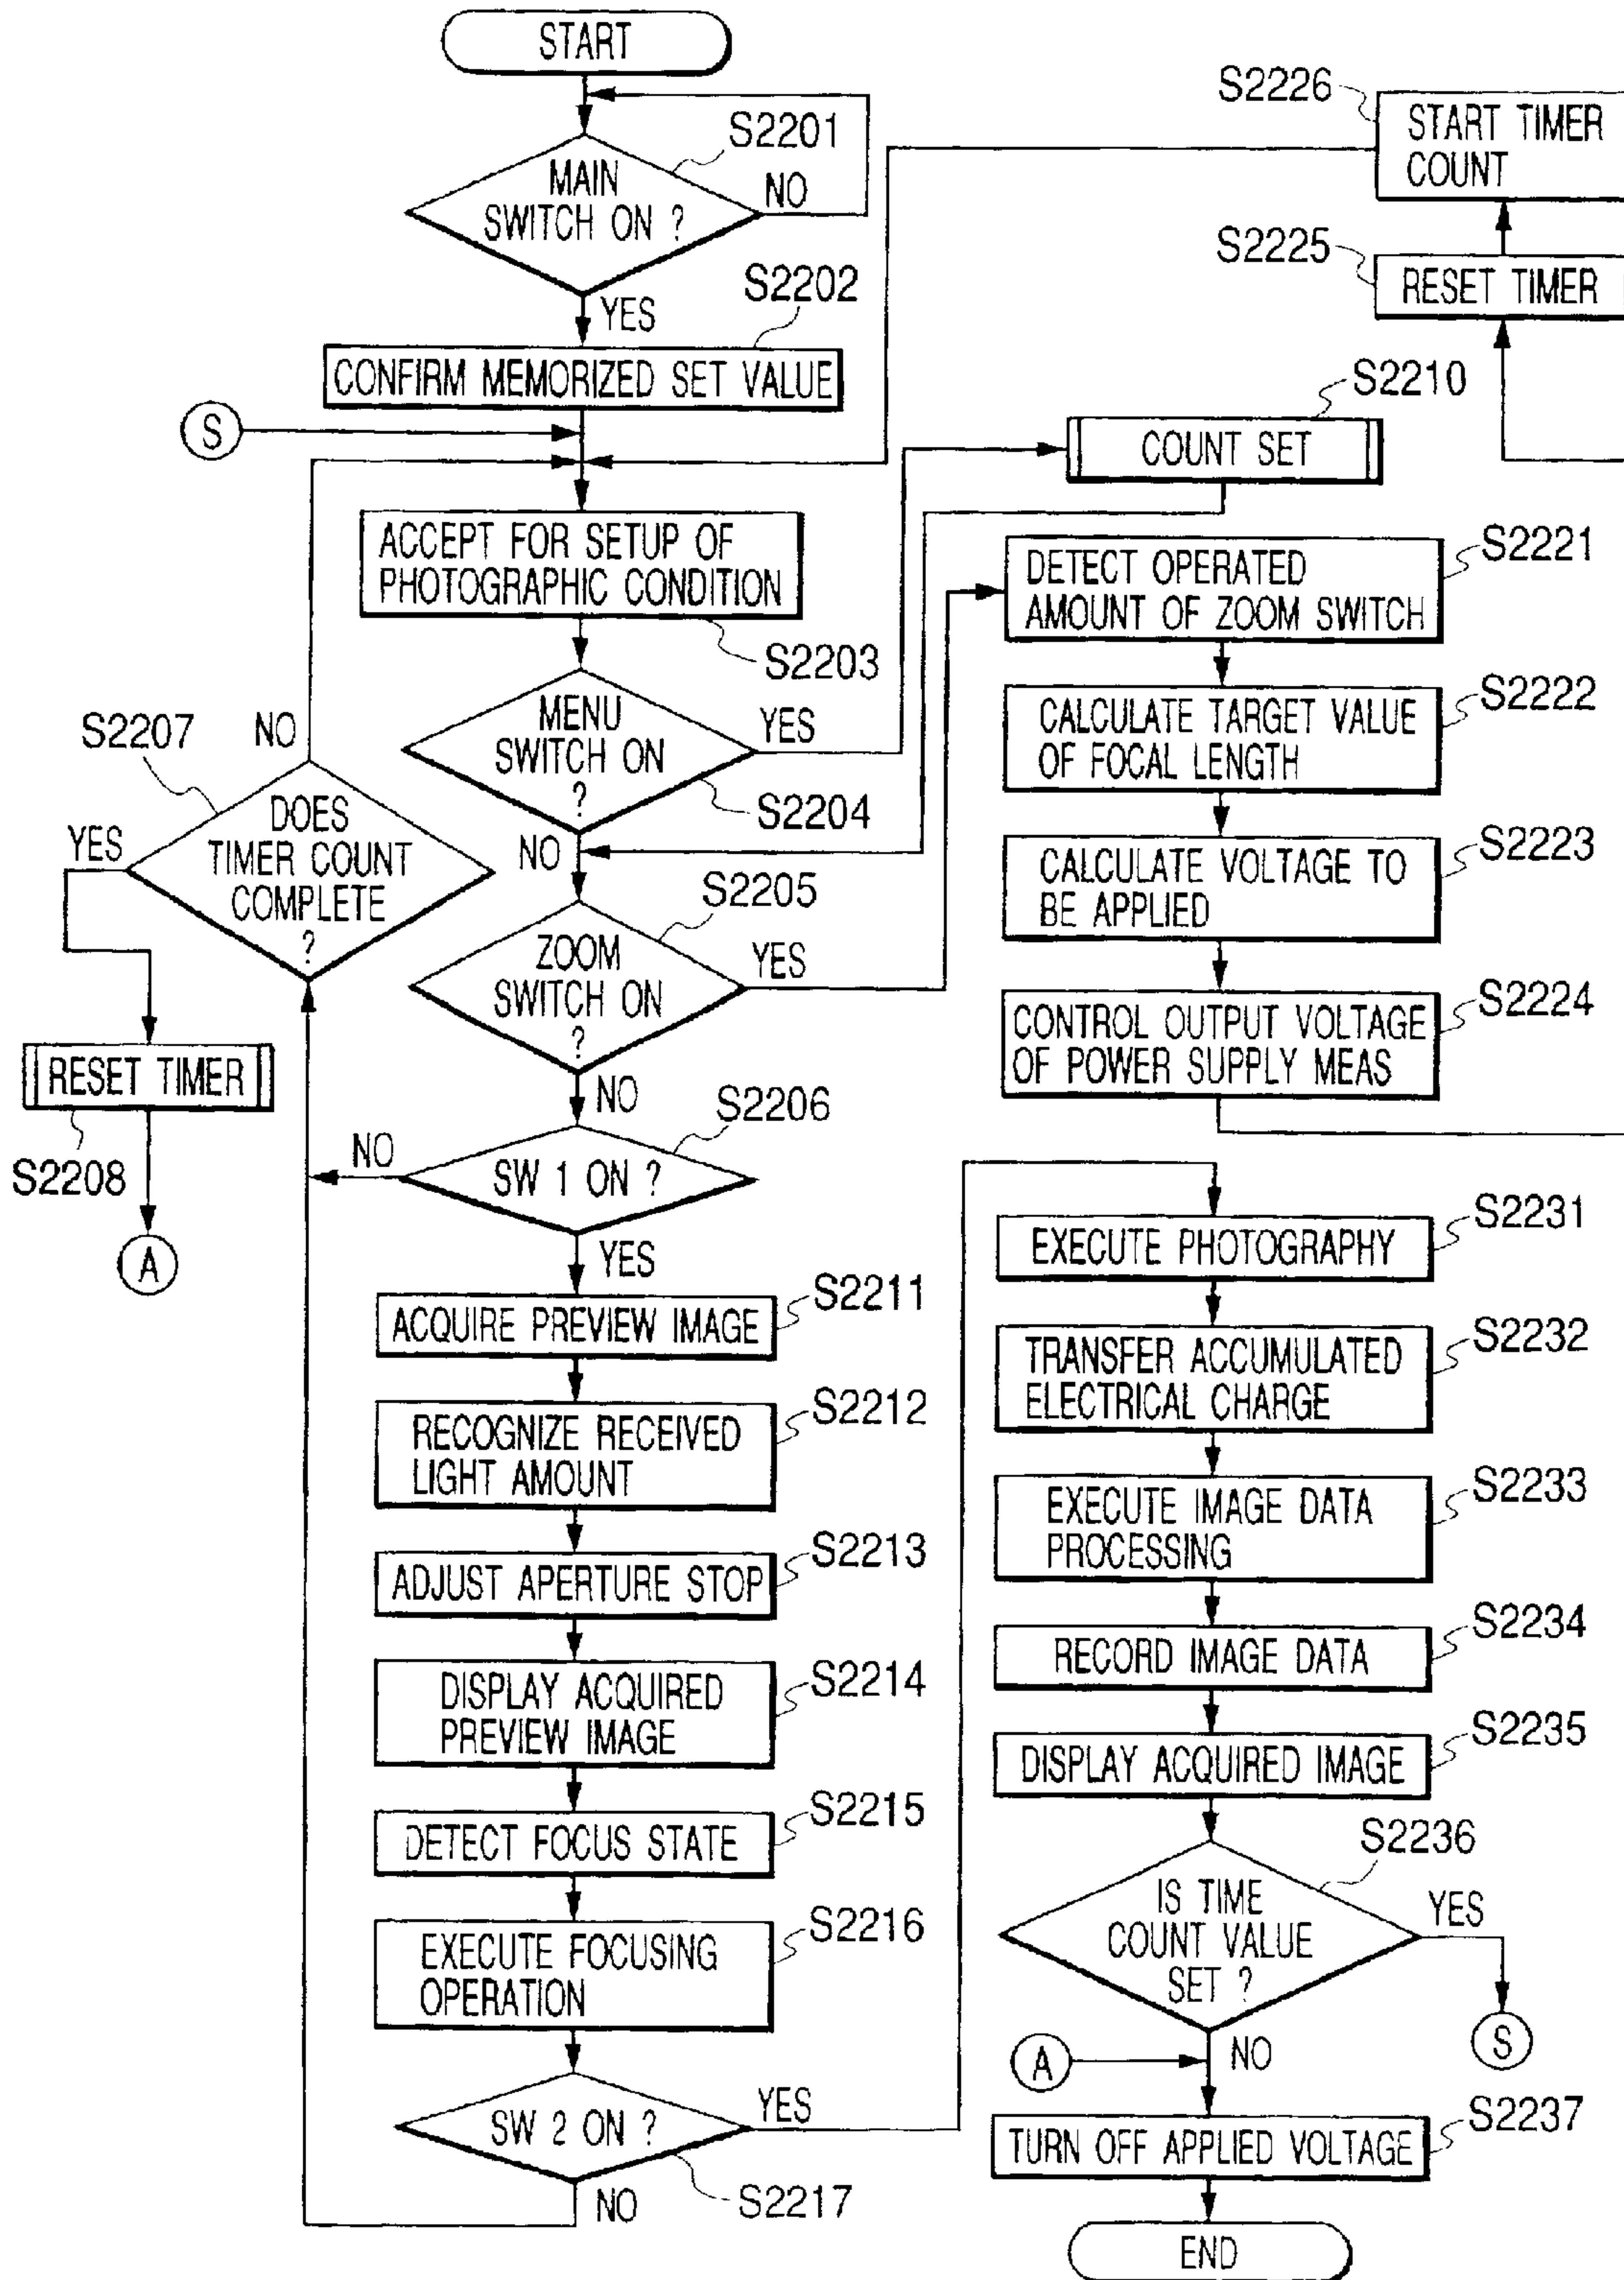 START
S2201
MAIN
SWITCH ON ?
NO
YES
S2202
CONFIRM MEMORIZED SET VALUE
S
ACCEPT FOR SETUP OF
PHOTOGRAPHIC CONDITION
S2203
MENU
SWITCH ON
?
YES
S2204
NO
S2205
ZOOM
SWITCH ON
?
YES
NO
S2206
SW 1 ON ?
NO
YES
S2207
NO
DOES
TIMER COUNT
COMPLETE
?
YES
RESET TIMER
S2208
A
ACQUIRE PREVIEW IMAGE
S2211
RECOGNIZE RECEIVED
LIGHT AMOUNT
S2212
ADJUST APERTURE STOP
S2213
DISPLAY ACQUIRED
PREVIEW IMAGE
S2214
DETECT FOCUS STATE
S2215
EXECUTE FOCUSING
OPERATION
S2216
SW 2 ON ?
YES
S2217
NO
S2226
START TIMER
COUNT
S2225
RESET TIMER
S2210
COUNT SET
DETECT OPERATED
AMOUNT OF ZOOM SWITCH
S2221
CALCULATE TARGET VALUE
OF FOCAL LENGTH
S2222
CALCULATE VOLTAGE TO
BE APPLIED
S2223
CONTROL OUTPUT VOLTAGE
OF POWER SUPPLY MEAS
S2224
EXECUTE PHOTOGRAPHY
S2231
TRANSFER ACCUMULATED
ELECTRICAL CHARGE
S2232
EXECUTE IMAGE DATA
PROCESSING
S2233
RECORD IMAGE DATA
S2234
DISPLAY ACQUIRED IMAGE
S2235
S2236
IS TIME
COUNT VALUE
SET ?
YES
S
A
NO
TURN OFF APPLIED VOLTAGE
S2237
END